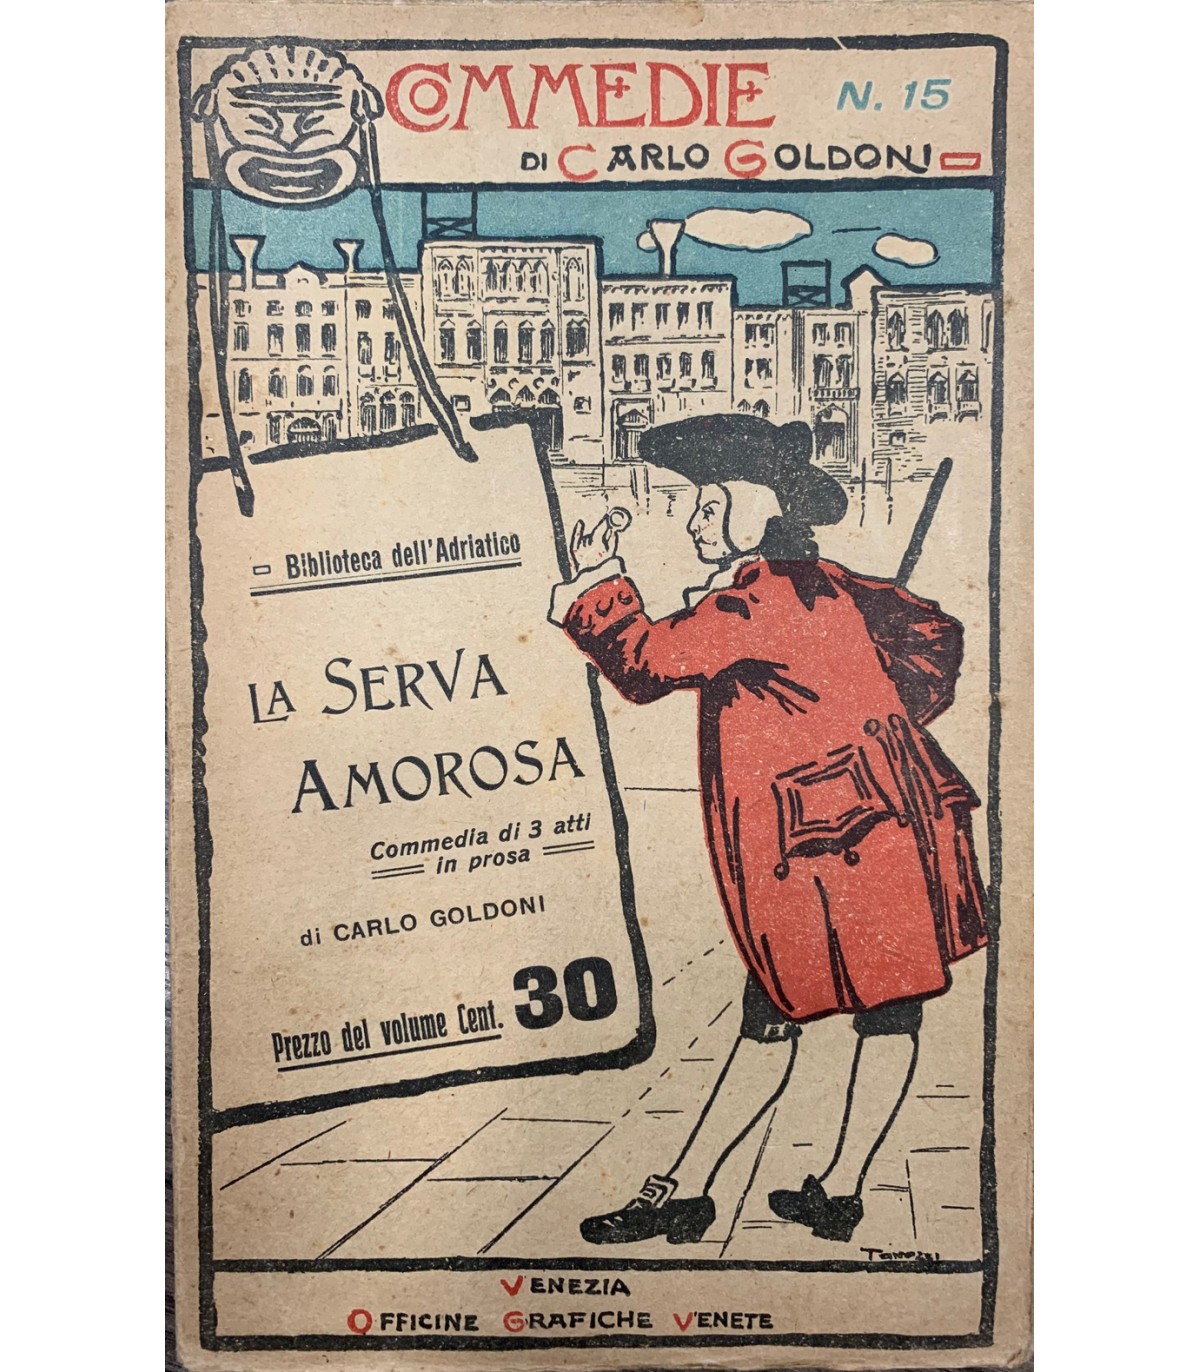 COMMEDIE N. 15
DI CARLO GOLDONI
Biblioteca dell'Adriatico
LA SERVA
AMOROSA
Commedia di 3 atti
in prosa
di CARLO GOLDONI
Prezzo del volume Cent. 30
VENEZIA
OFFICINE GRAFICHE VENETE